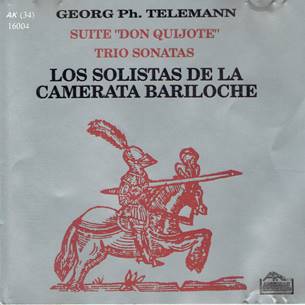 AK (34)
16004
GEORG Ph. TELEMANN
SUITE "DON QUIJOTE"
TRIO SONATAS
LOS SOLISTAS DE LA
CAMERATA BARILOCHE